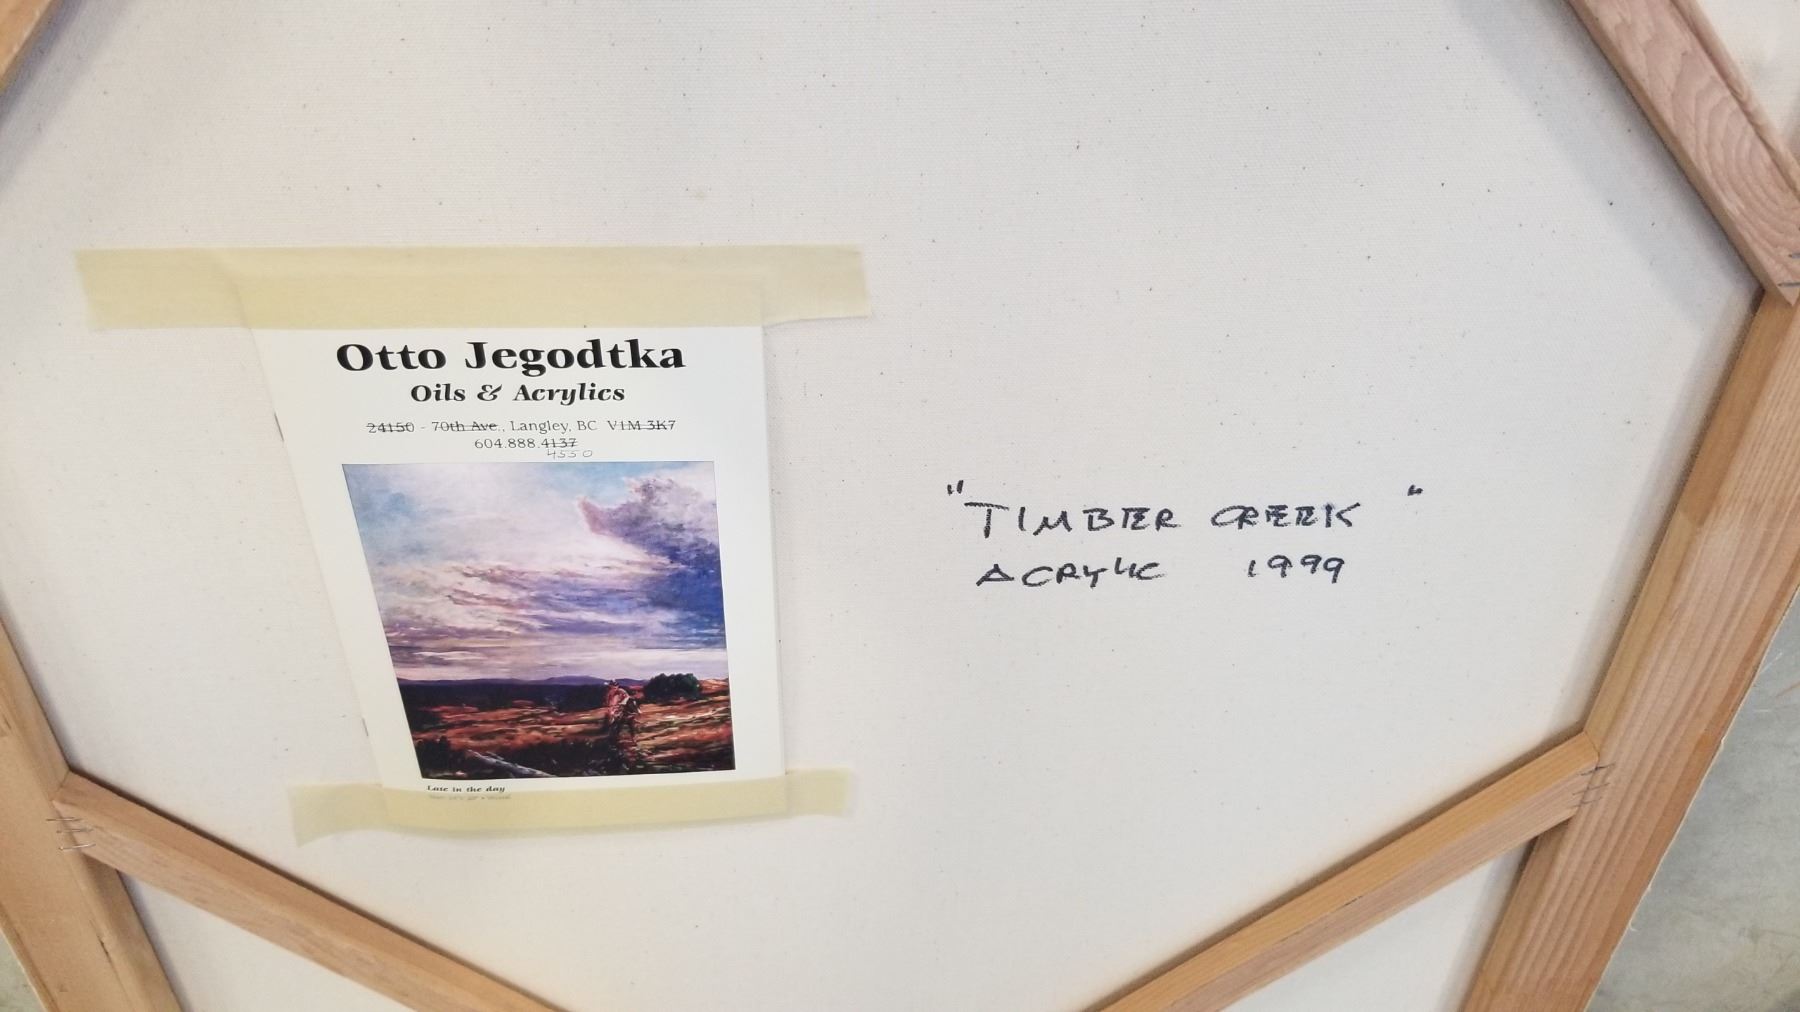 Otto Jegodtka
Oils & Acrylics
24150 - 70th Ave., Langley, BC V1M 3K7
604.888.4137
4550
Late in the day
"TIMBER CREEK"
ACRYLIC 1999